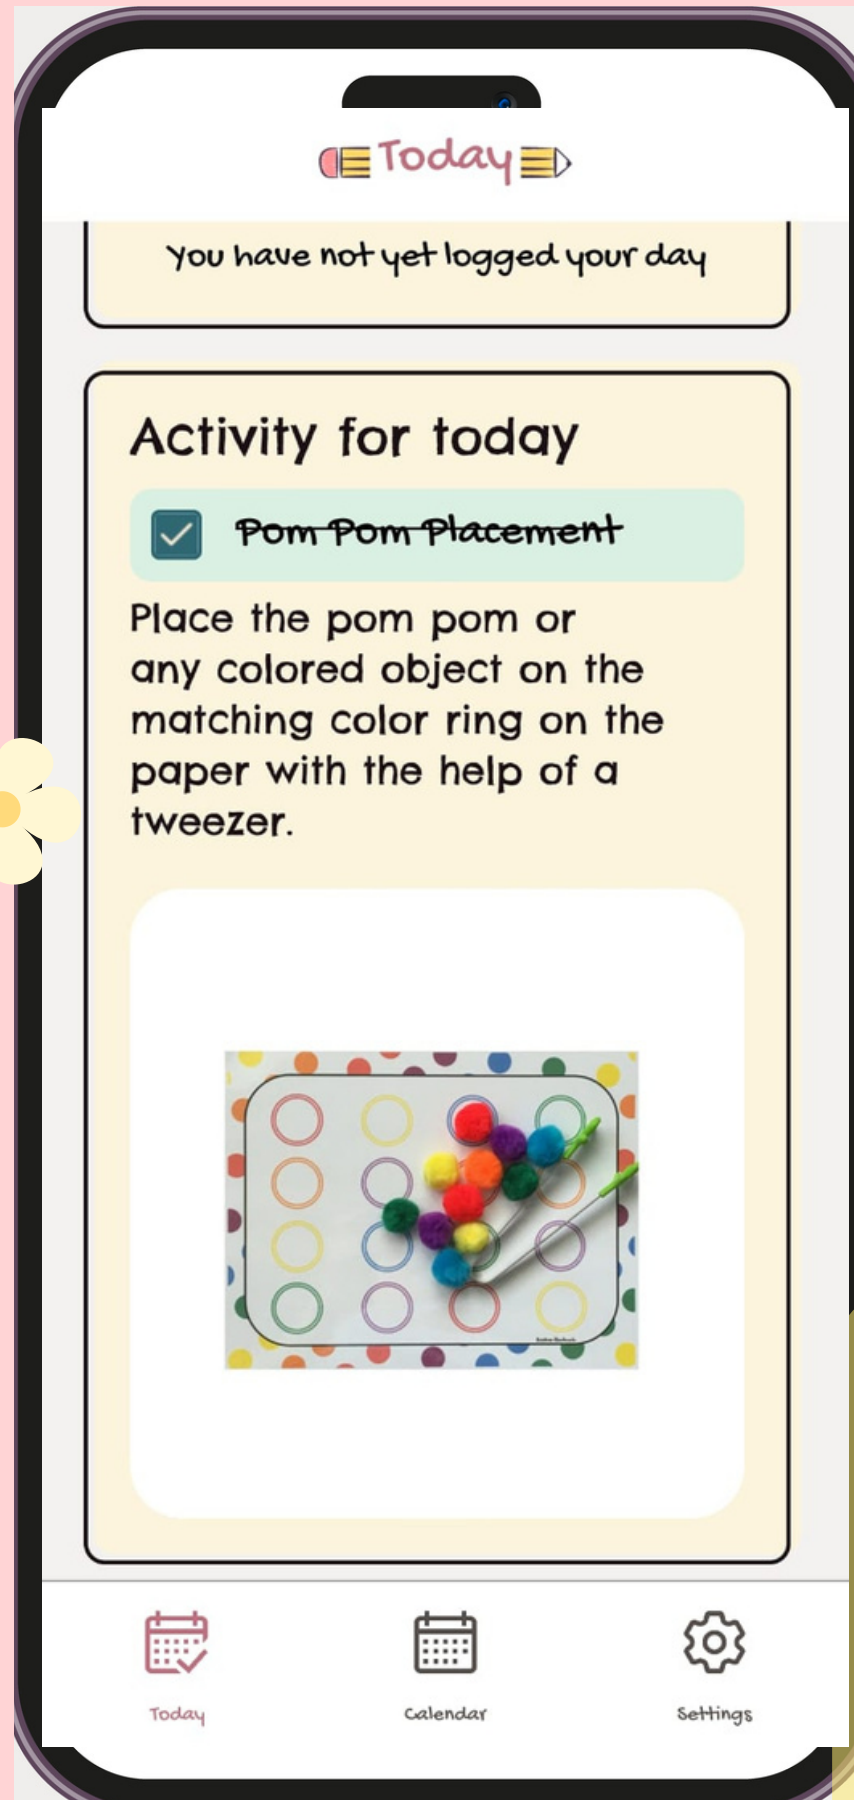 Today
You have not yet logged your day
Activity for today
Pom Pom Placement
Place the pom pom or
any colored object on the
matching color ring on the
paper with the help of a
tweezer.
Today
Calendar
Settings